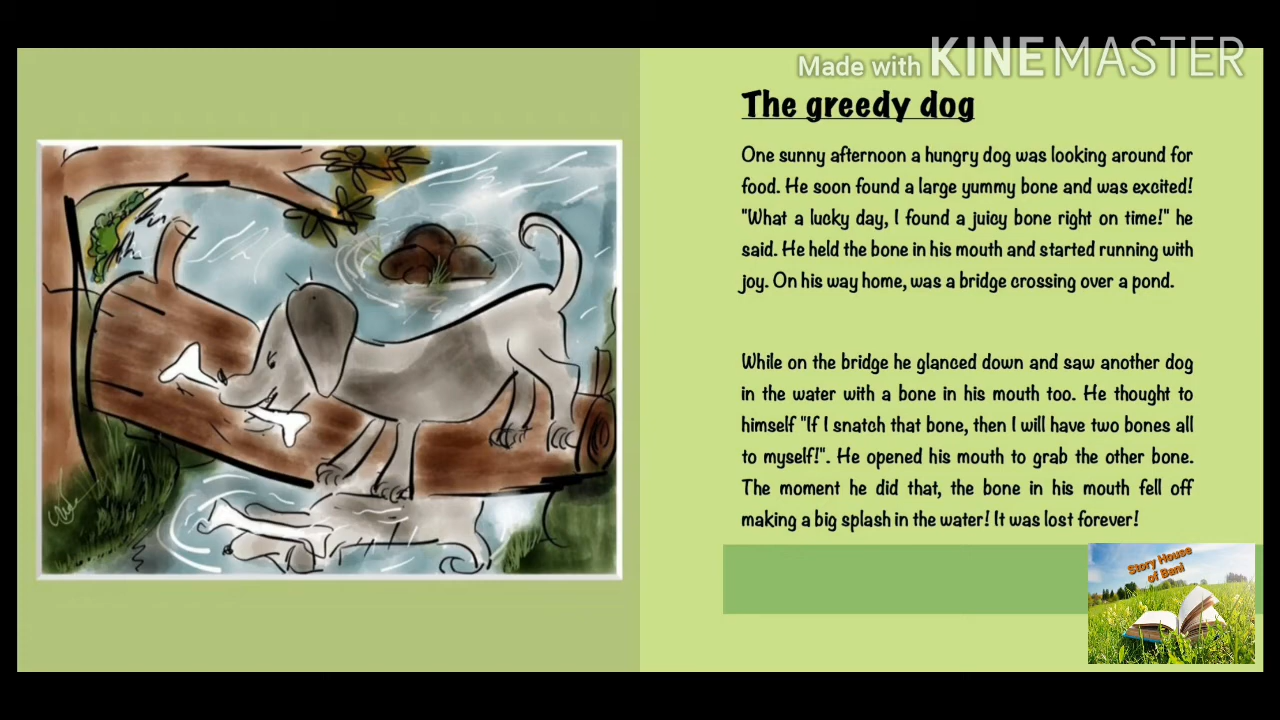 Made with KINEMASTER
The greedy dog
One sunny afternoon a hungry dog was looking around for
food. He soon found a large yummy bone and was excited!
"What a lucky day, I found a juicy bone right on time!" he
said. He held the bone in his mouth and started running with
joy. On his way home, was a bridge crossing over a pond.
While on the bridge he glanced down and saw another dog
in the water with a bone in his mouth too. He thought to
himself "If I snatch that bone, then I will have two bones all
to myself!". He opened his mouth to grab the other bone.
The moment he did that, the bone in his mouth fell off
making a big splash in the water! It was lost forever!
Story House
of Bani